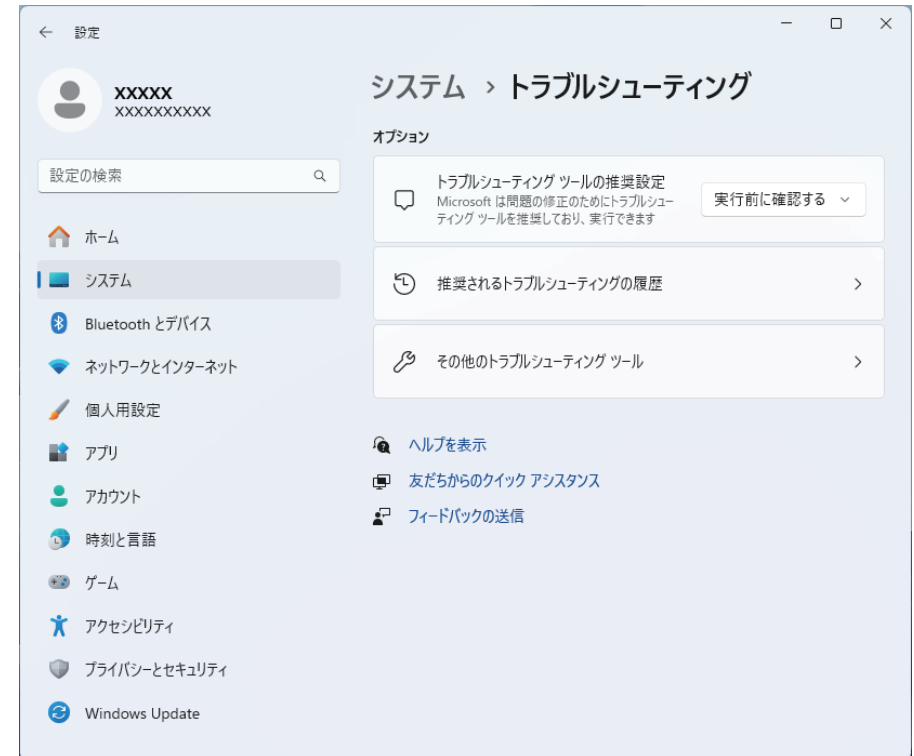 設定
XXXXX
XXXXXXXXXX
設定の検索
ホーム
システム
Bluetooth とデバイス
ネットワークとインターネット
個人用設定
アプリ
アカウント
時刻と言語
ゲーム
アクセシビリティ
プライバシーとセキュリティ
Windows Update
システム › トラブルシューティング
オプション
トラブルシューティング ツールの推奨設定
Microsoft は問題の修正のためにトラブルシュー
ティング ツールを推奨しており、実行できます
実行前に確認する
推奨されるトラブルシューティングの履歴
その他のトラブルシューティング ツール
ヘルプを表示
友だちからのクイック アシスタンス
フィードバックの送信